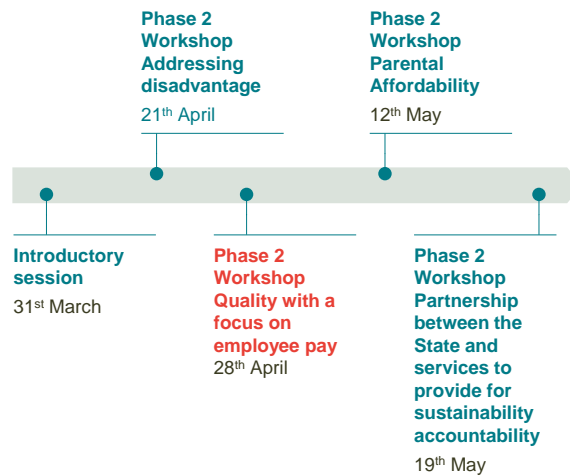 Phase 2
Workshop
Addressing
disadvantage
21th April
Phase 2
Workshop
Parental
Affordability
12th May
Introductory
session
31st March
Phase 2
Workshop
Quality with a
focus on
employee pay
28th April
Phase 2
Workshop
Partnership
between the
State and
services to
provide for
sustainability
accountability
19th May